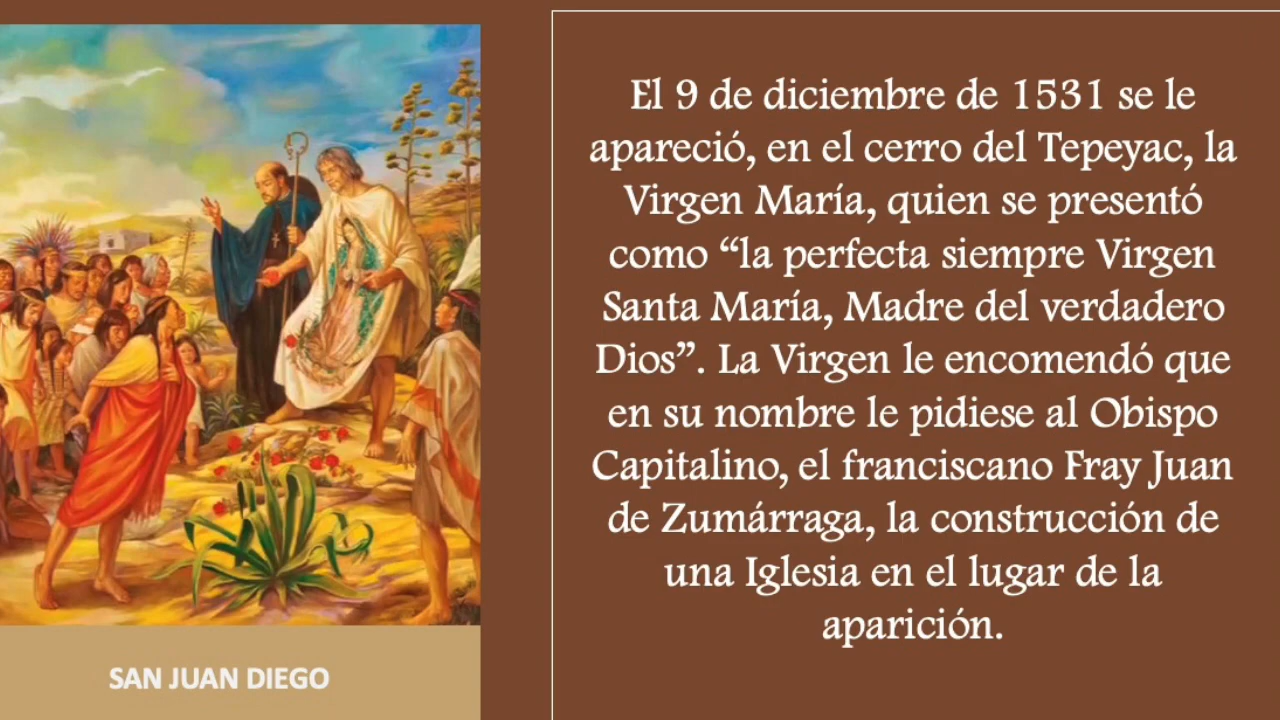 El 9 de diciembre de 1531 se le
apareció, en el cerro del Tepeyac, la
Virgen María, quien se presentó
como “la perfecta siempre Virgen
Santa María, Madre del verdadero
Dios”. La Virgen le encomendó que
en su nombre le pidiese al Obispo
Capitalino, el franciscano Fray Juan
de Zumárraga, la construcción de
una Iglesia en el lugar de la
aparición.
SAN JUAN DIEGO